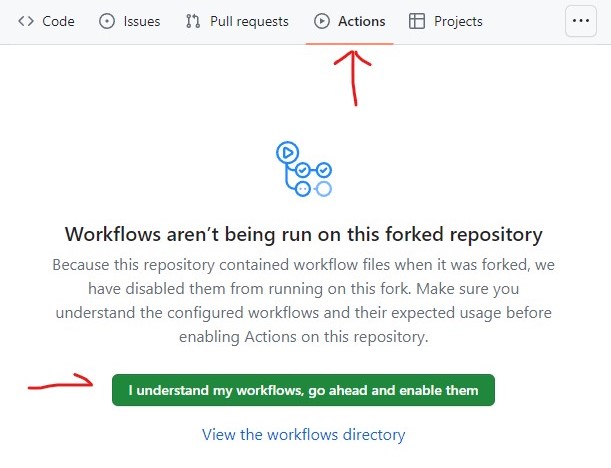 Code Issues Pull requests Actions Projects
Workflows aren’t being run on this forked repository
Because this repository contained workflow files when it was forked, we
have disabled them from running on this fork. Make sure you
understand the configured workflows and their expected usage before
enabling Actions on this repository.
I understand my workflows, go ahead and enable them
View the workflows directory